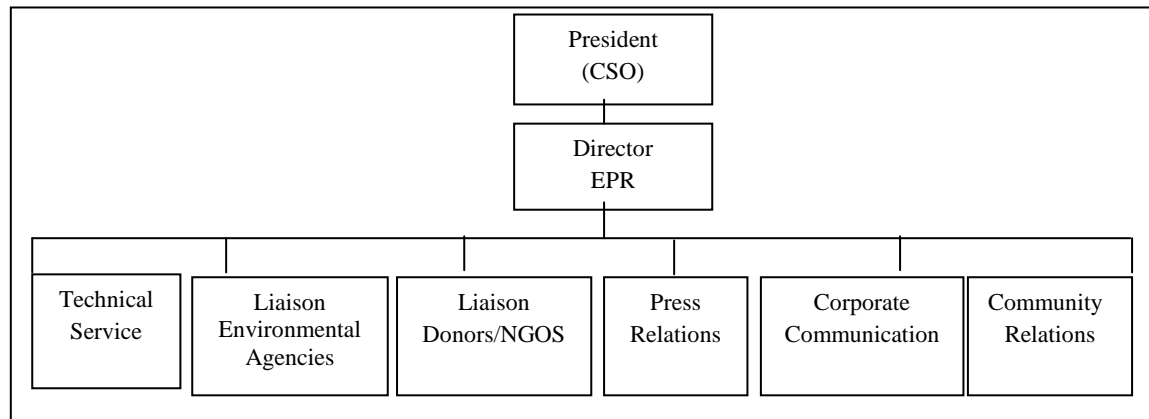 President
(CSO)
Director
EPR
Technical
Service
Liaison
Environmental
Agencies
Liaison
Donors/NGOS
Press
Relations
Corporate
Communication
Community
Relations